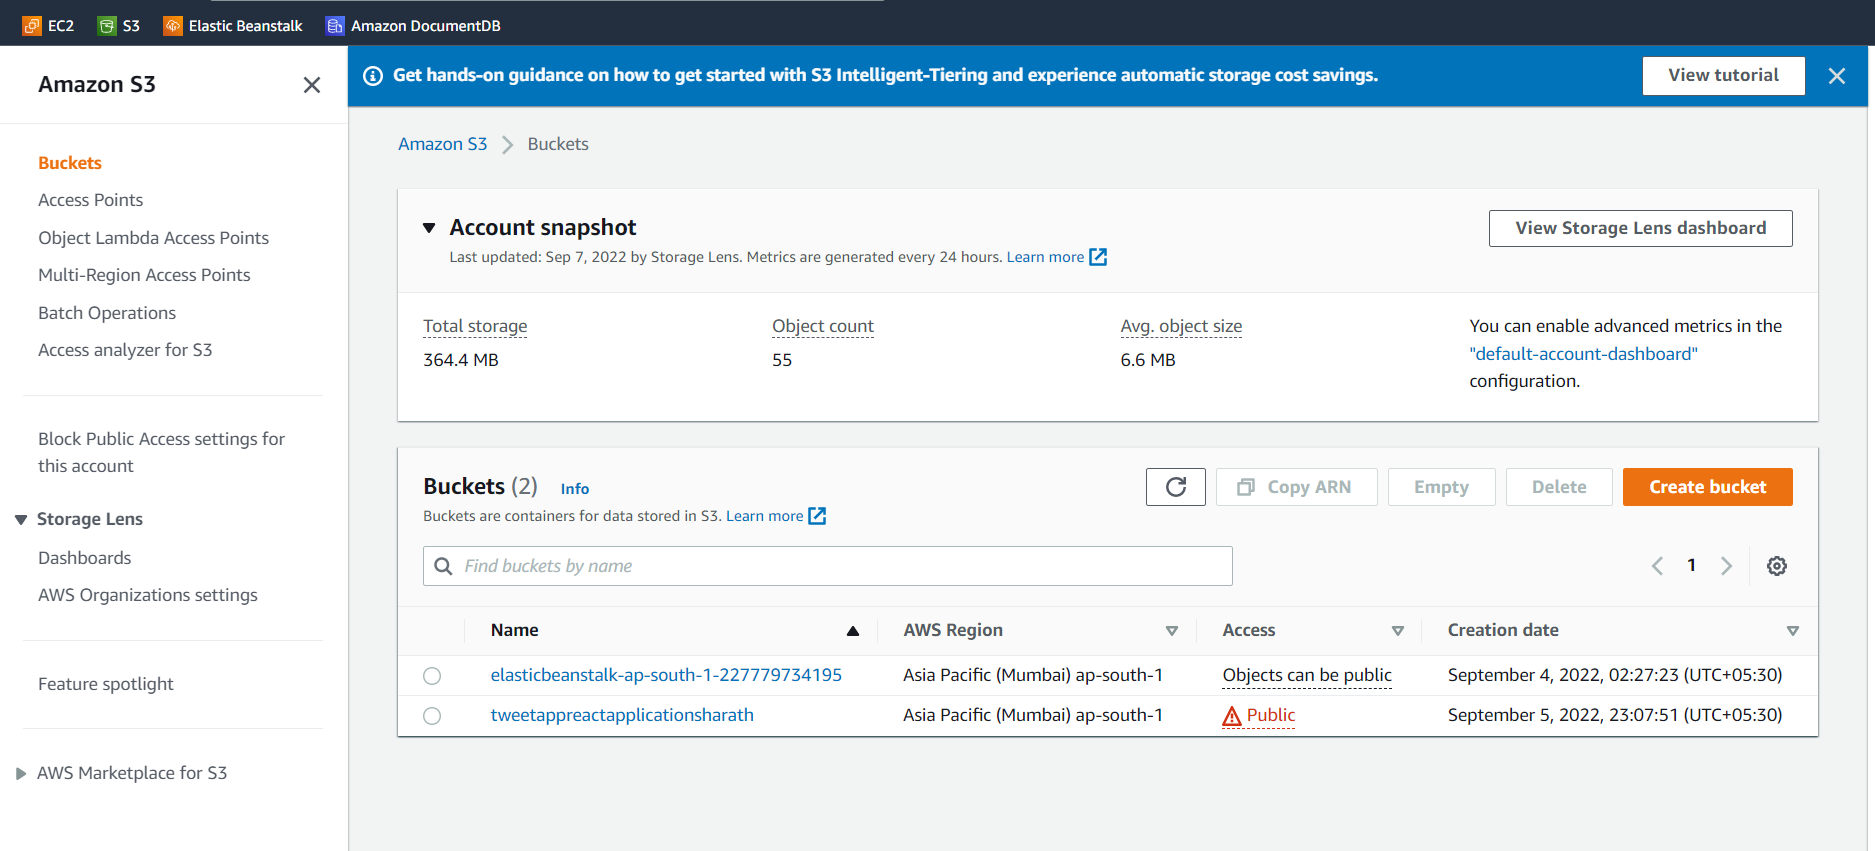 EC2 S3 Elastic Beanstalk Amazon DocumentDB
Amazon S3
Buckets
Access Points
Object Lambda Access Points
Multi-Region Access Points
Batch Operations
Access analyzer for S3
Block Public Access settings for
this account
Storage Lens
Dashboards
AWS Organizations settings
Feature spotlight
AWS Marketplace for S3
Get hands-on guidance on how to get started with S3 Intelligent-Tiering and experience automatic storage cost savings. View tutorial
Amazon S3 Buckets
Account snapshot View Storage Lens dashboard
Last updated: Sep 7, 2022 by Storage Lens. Metrics are generated every 24 hours. Learn more
Total storage
364.4 MB
Object count
55
Avg. object size
6.6 MB
You can enable advanced metrics in the
"default-account-dashboard"
configuration.
Buckets (2) Info Copy ARN Empty Delete Create bucket
Buckets are containers for data stored in S3. Learn more
Find buckets by name 1
Name AWS Region Access Creation date
elasticbeanstalk-ap-south-1-227779734195 Asia Pacific (Mumbai) ap-south-1 Objects can be public September 4, 2022, 02:27:23 (UTC+05:30)
tweetappreactapplicationsharath Asia Pacific (Mumbai) ap-south-1 Public September 5, 2022, 23:07:51 (UTC+05:30)